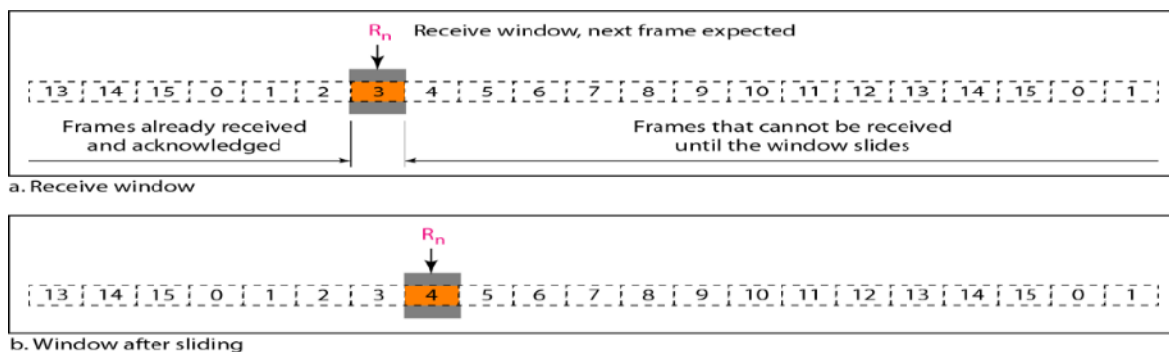 Rn Receive window, next frame expected
13 14 15 0 1 2 3 4 5 6 7 8 9 10 11 12 13 14 15 0 1
Frames already received
and acknowledged
Frames that cannot be received
until the window slides
a. Receive window
Rn
13 14 15 0 1 2 3 4 5 6 7 8 9 10 11 12 13 14 15 0 1
b. Window after sliding